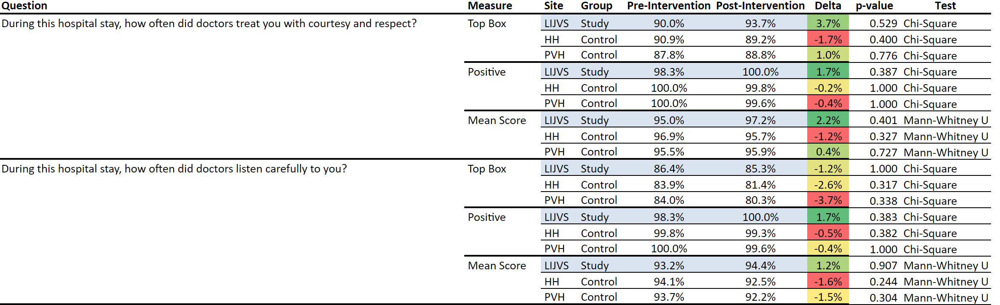 Question Measure Site Group Pre-Intervention Post-Intervention Delta p-value Test
During this hospital stay, how often did doctors treat you with courtesy and respect? Top Box LIJVS Study 90.0% 93.7% 3.7% 0.529 Chi-Square
HH Control 90.9% 89.2% -1.7% 0.400 Chi-Square
PVH Control 87.8% 88.8% 1.0% 0.776 Chi-Square
Positive LIJVS Study 98.3% 100.0% 1.7% 0.387 Chi-Square
HH Control 100.0% 99.8% -0.2% 1.000 Chi-Square
PVH Control 100.0% 99.6% -0.4% 1.000 Chi-Square
Mean Score LIJVS Study 95.0% 97.2% 2.2% 0.401 Mann-Whitney U
HH Control 96.9% 95.7% -1.2% 0.327 Mann-Whitney U
PVH Control 95.5% 95.9% 0.4% 0.727 Mann-Whitney U
During this hospital stay, how often did doctors listen carefully to you? Top Box LIJVS Study 86.4% 85.3% -1.2% 1.000 Chi-Square
HH Control 83.9% 81.4% -2.6% 0.317 Chi-Square
PVH Control 84.0% 80.3% -3.7% 0.338 Chi-Square
Positive LIJVS Study 98.3% 100.0% 1.7% 0.383 Chi-Square
HH Control 99.8% 99.3% -0.5% 0.382 Chi-Square
PVH Control 100.0% 99.6% -0.4% 1.000 Chi-Square
Mean Score LIJVS Study 93.2% 94.4% 1.2% 0.907 Mann-Whitney U
HH Control 94.1% 92.5% -1.6% 0.244 Mann-Whitney U
PVH Control 93.7% 92.2% -1.5% 0.304 Mann-Whitney U